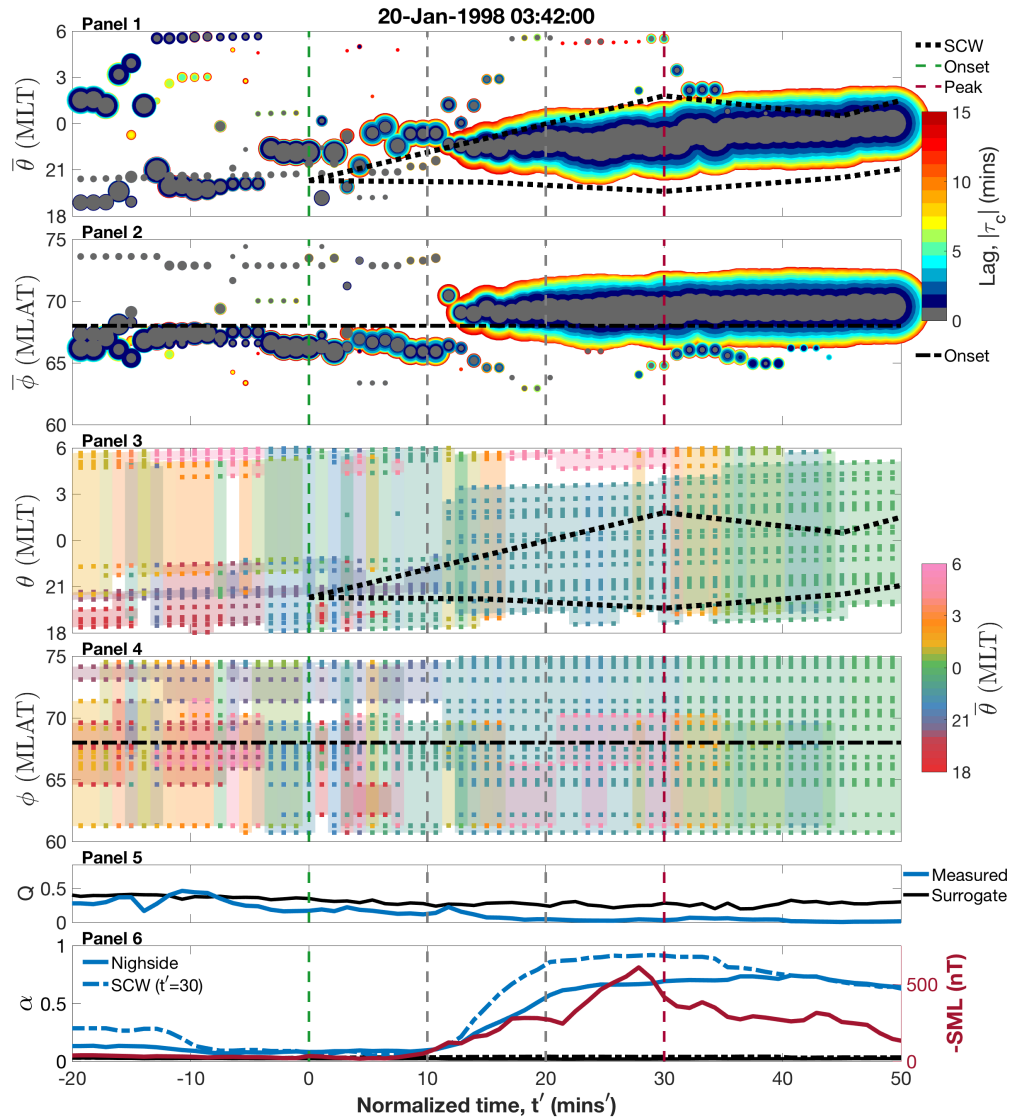 20-Jan-1998 03:42:00
Panel 1
6
3
0
21
18
θ̅ (MLT)
SCW
Onset
Peak
15
10
5
0
Lag, |τ_c| (mins)
Panel 2
75
70
65
60
ϕ̅ (MLAT)
Onset
Panel 3
6
3
0
21
18
θ (MLT)
Panel 4
75
70
65
60
ϕ (MLAT)
6
3
0
21
18
θ̅ (MLT)
Panel 5
0.5
0
Q
Measured
Surrogate
Panel 6
1
0.5
0
α
Nighside
SCW (t′=30)
500
0
-SML (nT)
-20 -10 0 10 20 30 40 50
Normalized time, t′ (mins′)